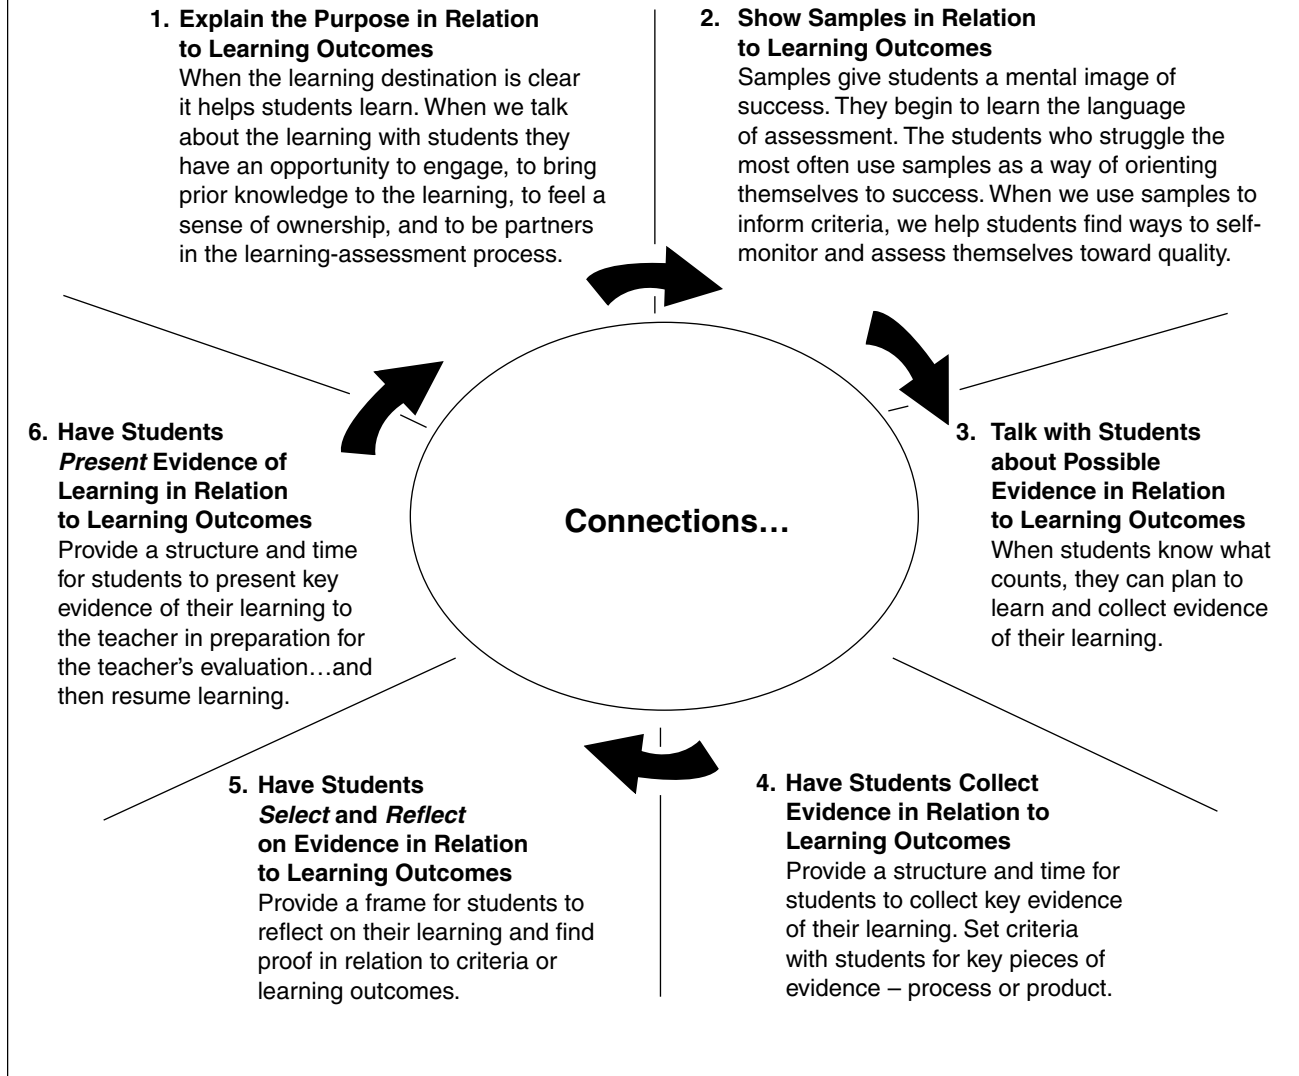 1. Explain the Purpose in Relation
to Learning Outcomes
When the learning destination is clear
it helps students learn. When we talk
about the learning with students they
have an opportunity to engage, to bring
prior knowledge to the learning, to feel a
sense of ownership, and to be partners
in the learning-assessment process.
2. Show Samples in Relation
to Learning Outcomes
Samples give students a mental image of
success. They begin to learn the language
of assessment. The students who struggle the
most often use samples as a way of orienting
themselves to success. When we use samples to
inform criteria, we help students find ways to self-
monitor and assess themselves toward quality.
3. Talk with Students
about Possible
Evidence in Relation
to Learning Outcomes
When students know what
counts, they can plan to
learn and collect evidence
of their learning.
4. Have Students Collect
Evidence in Relation to
Learning Outcomes
Provide a structure and time for
students to collect key evidence
of their learning. Set criteria
with students for key pieces of
evidence – process or product.
5. Have Students
Select and Reflect
on Evidence in Relation
to Learning Outcomes
Provide a frame for students to
reflect on their learning and find
proof in relation to criteria or
learning outcomes.
6. Have Students
Present Evidence of
Learning in Relation
to Learning Outcomes
Provide a structure and time
for students to present key
evidence of their learning to
the teacher in preparation for
the teacher’s evaluation…and
then resume learning.
Connections…